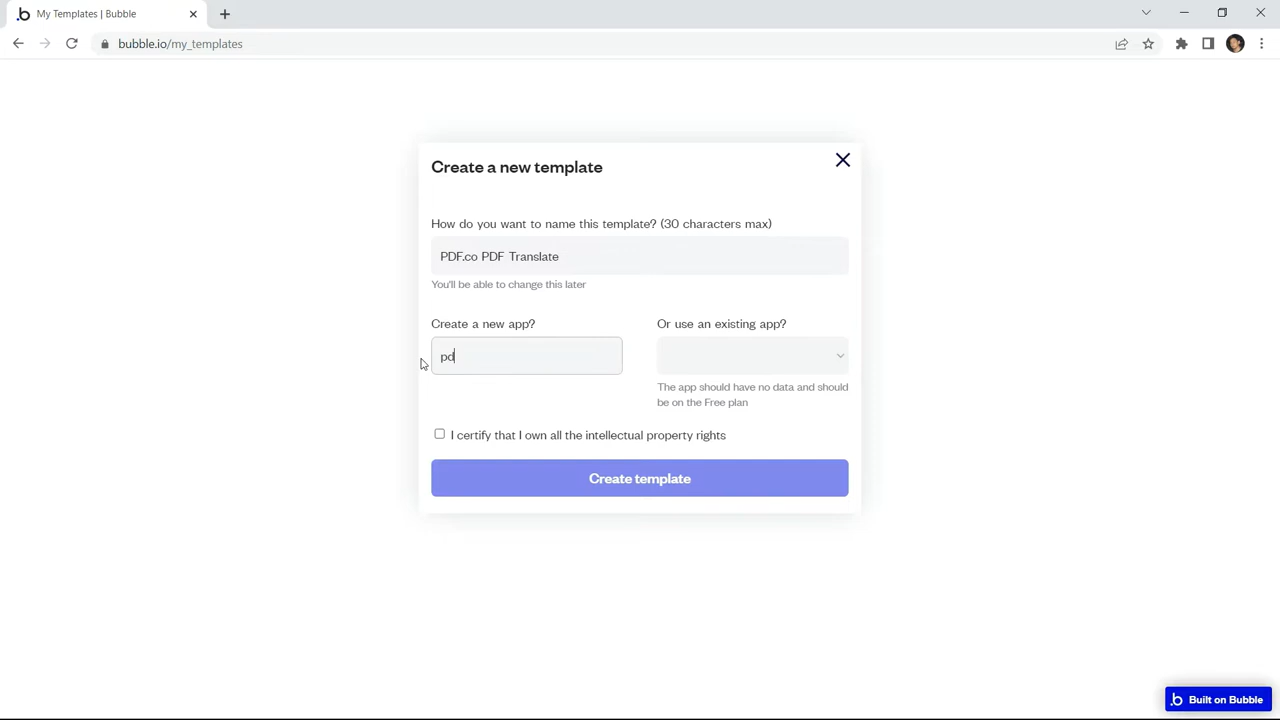 My Templates | Bubble
bubble.io/my_templates
Create a new template
How do you want to name this template? (30 characters max)
PDF.co PDF Translate
You'll be able to change this later
Create a new app?
Or use an existing app?
pd
The app should have no data and should
be on the Free plan
I certify that I own all the intellectual property rights
Create template
.b Built on Bubble